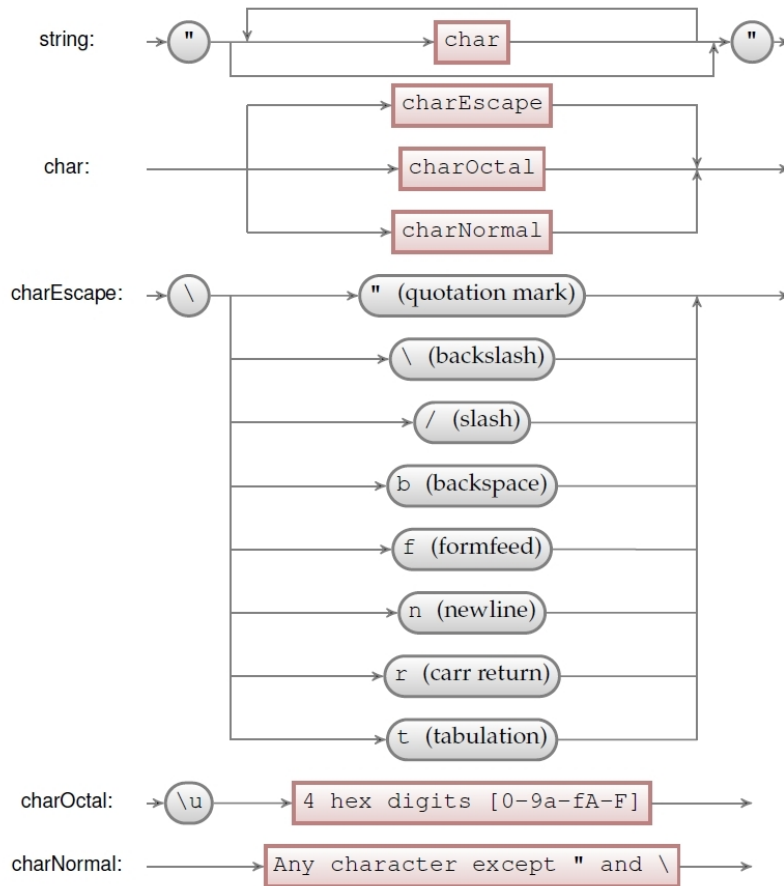 string: " char "
charEscape
char: charOctal
charNormal
charEscape: \ " (quotation mark)
\ (backslash)
/ (slash)
b (backspace)
f (formfeed)
n (newline)
r (carr return)
t (tabulation)
charOctal: \u 4 hex digits [0-9a-fA-F]
charNormal: Any character except " and \